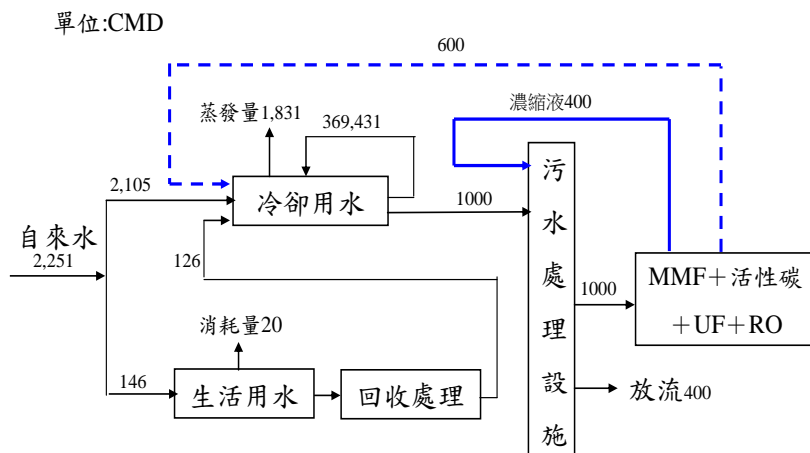 單位:CMD
600
濃縮液400
蒸發量1,831
369,431
2,105
冷卻用水
1000
自來水
2,251
126
污水處理設施
1000
MMF＋活性碳
＋UF＋RO
消耗量20
146
生活用水
回收處理
放流400